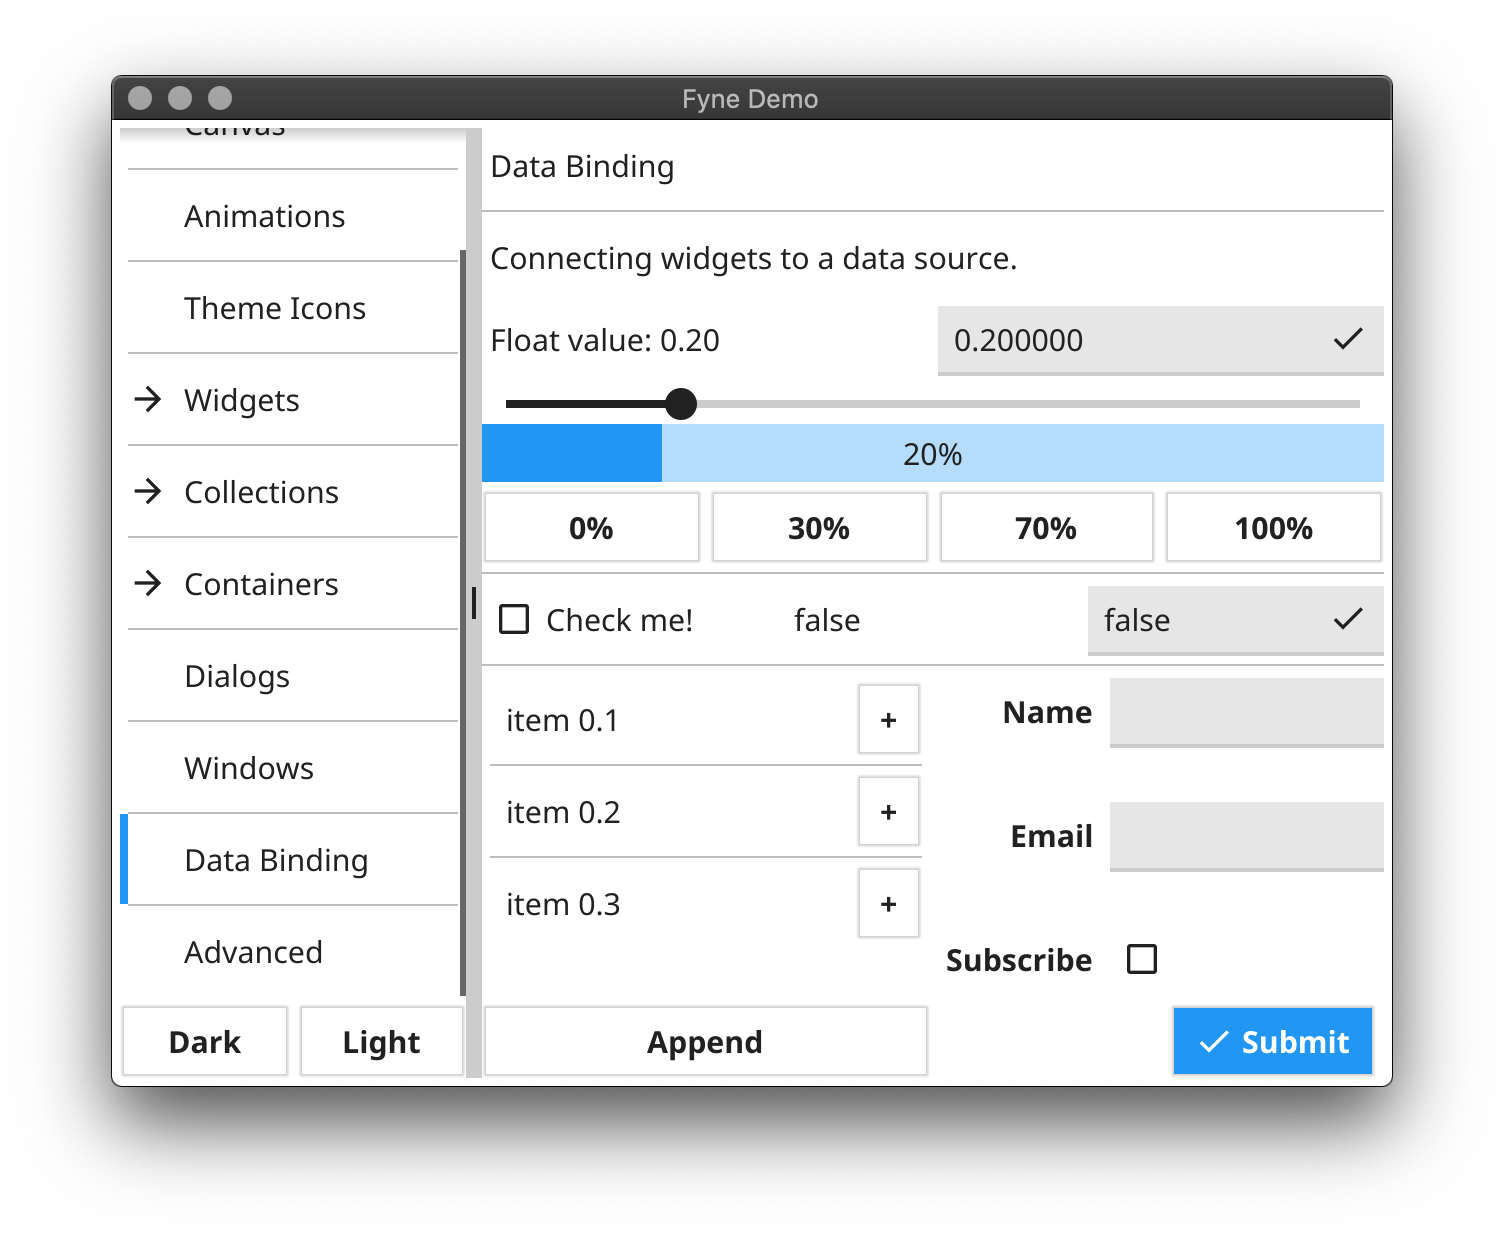 Fyne Demo
Canvas
Animations
Theme Icons
Widgets
Collections
Containers
Dialogs
Windows
Data Binding
Advanced
Dark
Light
Data Binding
Connecting widgets to a data source.
Float value: 0.20
0.200000
20%
0%
30%
70%
100%
Check me!
false
false
item 0.1
+
item 0.2
+
item 0.3
+
Append
Name
Email
Subscribe
Submit